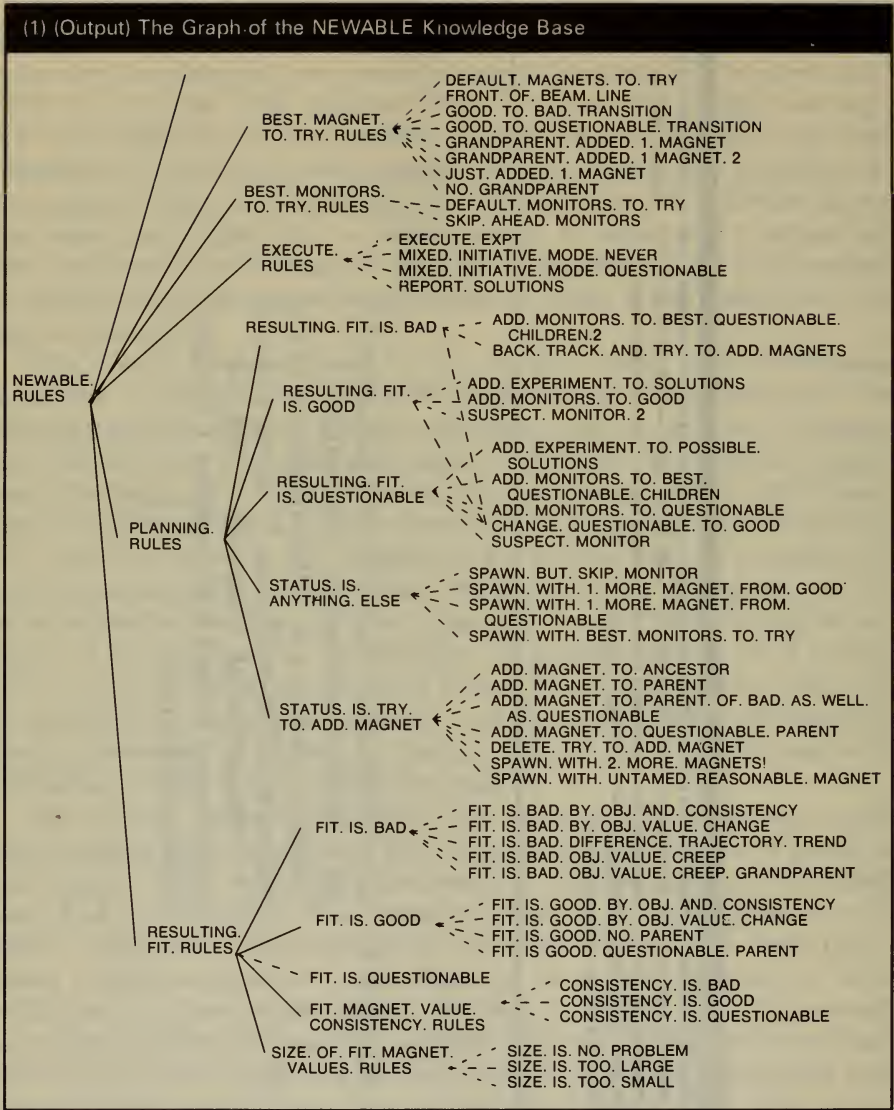 (1) (Output) The Graph of the NEWABLE Knowledge Base
DEFAULT. MAGNETS. TO. TRY
FRONT. OF. BEAM. LINE
BEST. MAGNET.
TO. TRY. RULES
GOOD. TO. BAD. TRANSITION
GOOD. TO. QUSETIONABLE. TRANSITION
GRANDPARENT. ADDED. 1. MAGNET
GRANDPARENT. ADDED. 1 MAGNET. 2
JUST. ADDED. 1. MAGNET
NO. GRANDPARENT
BEST. MONITORS.
TO. TRY. RULES
DEFAULT. MONITORS. TO. TRY
SKIP. AHEAD. MONITORS
EXECUTE.
RULES
EXECUTE. EXPT
MIXED. INITIATIVE. MODE. NEVER
MIXED. INITIATIVE. MODE. QUESTIONABLE
REPORT. SOLUTIONS
NEWABLE.
RULES
PLANNING.
RULES
RESULTING. FIT. IS. BAD
ADD. MONITORS. TO. BEST. QUESTIONABLE.
CHILDREN.2
BACK. TRACK. AND. TRY. TO. ADD. MAGNETS
RESULTING. FIT.
IS. GOOD
ADD. EXPERIMENT. TO. SOLUTIONS
ADD. MONITORS. TO. GOOD
SUSPECT. MONITOR. 2
RESULTING. FIT.
IS. QUESTIONABLE
ADD. EXPERIMENT. TO. POSSIBLE.
SOLUTIONS
ADD. MONITORS. TO. BEST.
QUESTIONABLE. CHILDREN
ADD. MONITORS. TO. QUESTIONABLE
CHANGE. QUESTIONABLE. TO. GOOD
SUSPECT. MONITOR
STATUS. IS.
ANYTHING. ELSE
SPAWN. BUT. SKIP. MONITOR
SPAWN. WITH. 1. MORE. MAGNET. FROM. GOOD
SPAWN. WITH. 1. MORE. MAGNET. FROM.
QUESTIONABLE
SPAWN. WITH. BEST. MONITORS. TO. TRY
STATUS. IS. TRY.
TO. ADD. MAGNET
ADD. MAGNET. TO. ANCESTOR
ADD. MAGNET. TO. PARENT
ADD. MAGNET. TO. PARENT. OF. BAD. AS. WELL.
AS. QUESTIONABLE
ADD. MAGNET. TO. QUESTIONABLE. PARENT
DELETE. TRY. TO. ADD. MAGNET
SPAWN. WITH. 2. MORE. MAGNETS!
SPAWN. WITH. UNTAMED. REASONABLE. MAGNET
RESULTING.
FIT. RULES
FIT. IS. BAD
FIT. IS. BAD. BY. OBJ. AND. CONSISTENCY
FIT. IS. BAD. BY. OBJ. VALUE. CHANGE
FIT. IS. BAD. DIFFERENCE. TRAJECTORY. TREND
FIT. IS. BAD. OBJ. VALUE. CREEP
FIT. IS. BAD. OBJ. VALUE. CREEP. GRANDPARENT
FIT. IS. GOOD
FIT. IS. GOOD. BY. OBJ. AND. CONSISTENCY
FIT. IS. GOOD. BY. OBJ. VALUE. CHANGE
FIT. IS. GOOD. NO. PARENT
FIT. IS GOOD. QUESTIONABLE. PARENT
FIT. IS. QUESTIONABLE
FIT. MAGNET. VALUE.
CONSISTENCY. RULES
CONSISTENCY. IS. BAD
CONSISTENCY. IS. GOOD
CONSISTENCY. IS. QUESTIONABLE
SIZE. OF. FIT. MAGNET.
VALUES. RULES
SIZE. IS. NO. PROBLEM
SIZE. IS. TOO. LARGE
SIZE. IS. TOO. SMALL